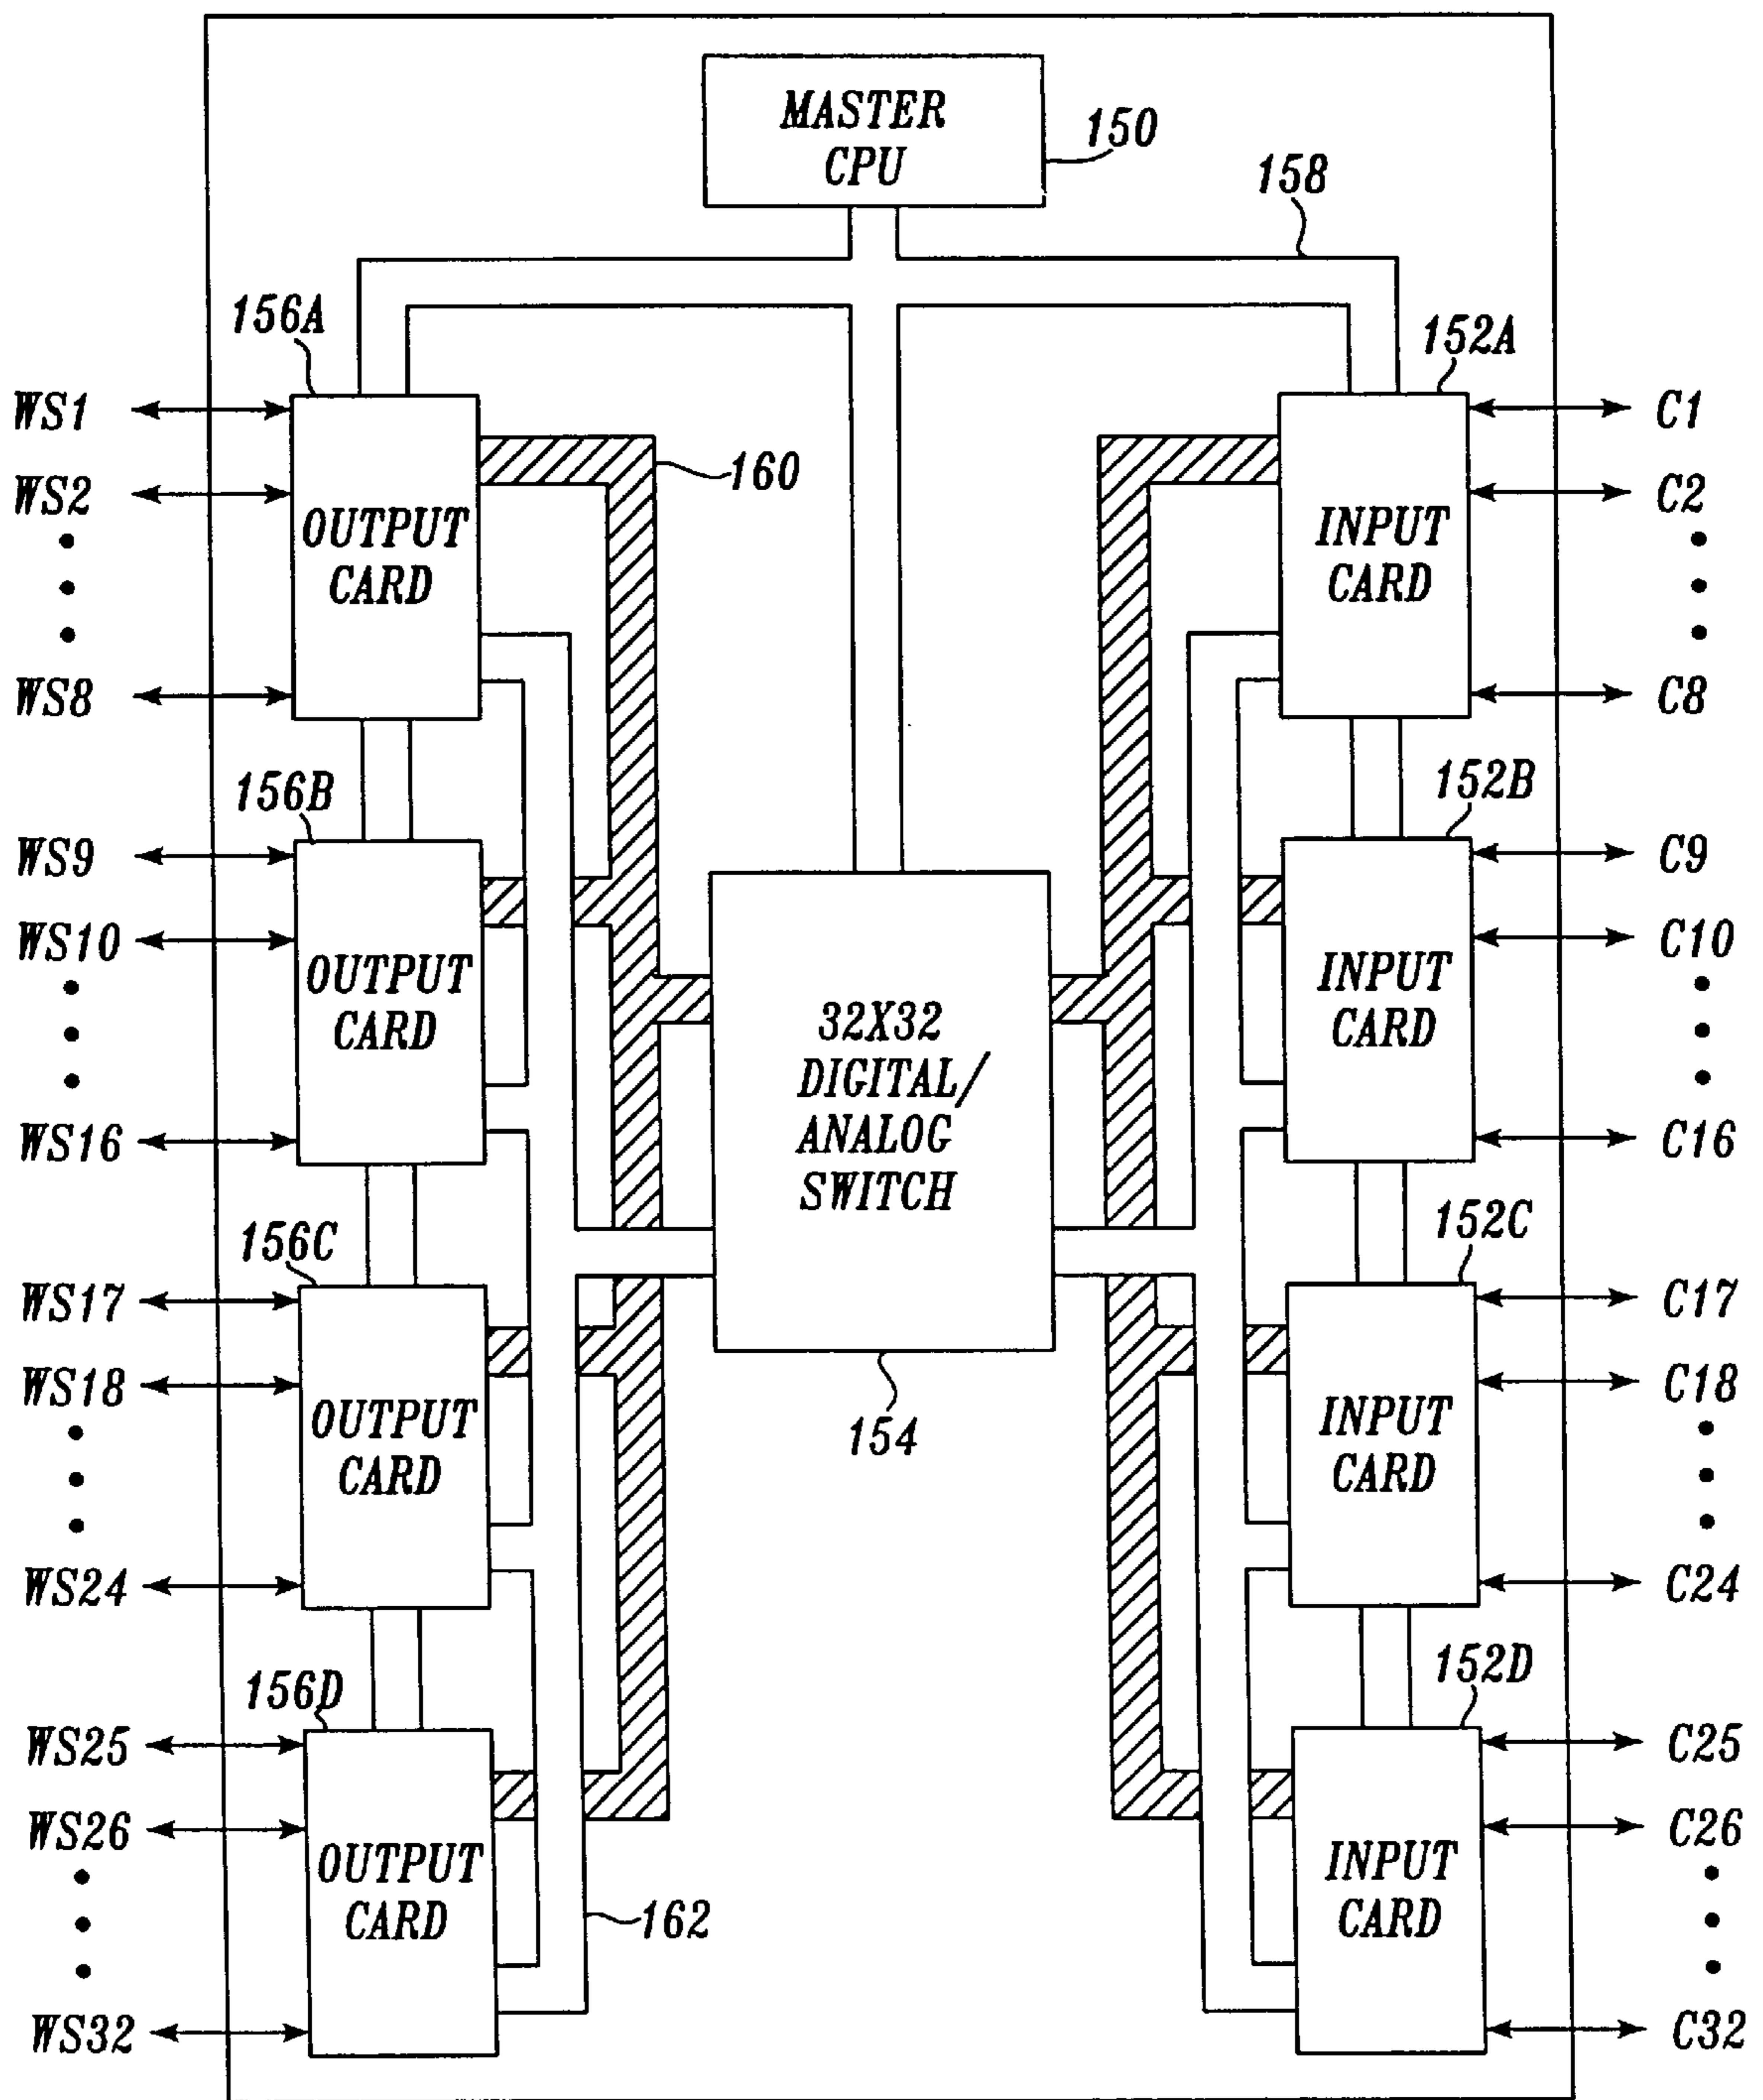 MASTER
CPU
150
158
156A
152A
WS1
C1
160
WS2
C2
OUTPUT
CARD
INPUT
CARD
WS8
C8
156B
152B
WS9
C9
WS10
C10
OUTPUT
CARD
INPUT
CARD
32X32
DIGITAL/
ANALOG
SWITCH
WS16
C16
156C
152C
WS17
C17
WS18
C18
154
OUTPUT
CARD
INPUT
CARD
WS24
C24
156D
152D
WS25
C25
WS26
C26
OUTPUT
CARD
INPUT
CARD
162
WS32
C32